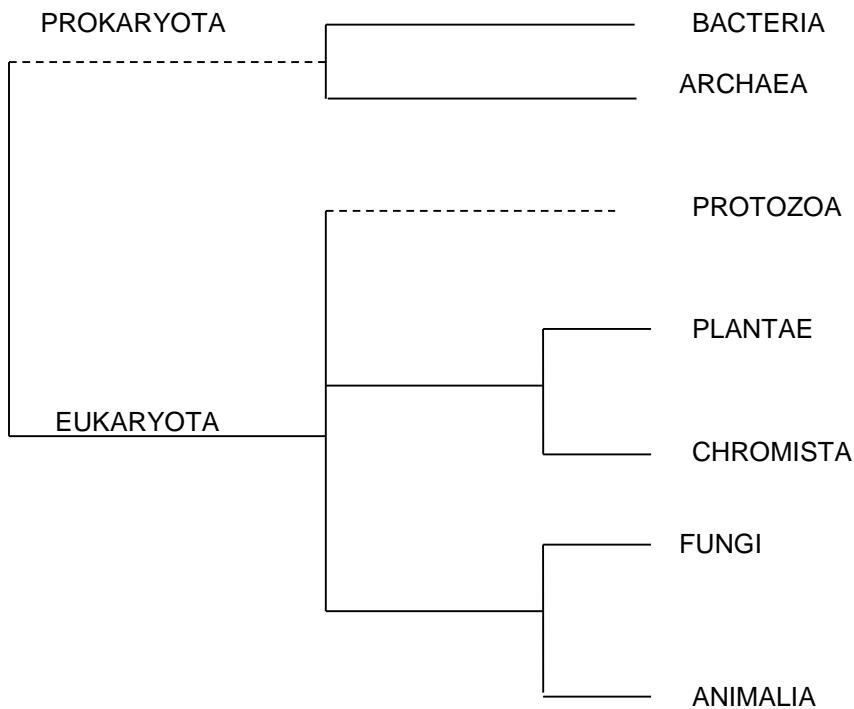 PROKARYOTA
BACTERIA
ARCHAEA
PROTOZOA
PLANTAE
EUKARYOTA
CHROMISTA
FUNGI
ANIMALIA